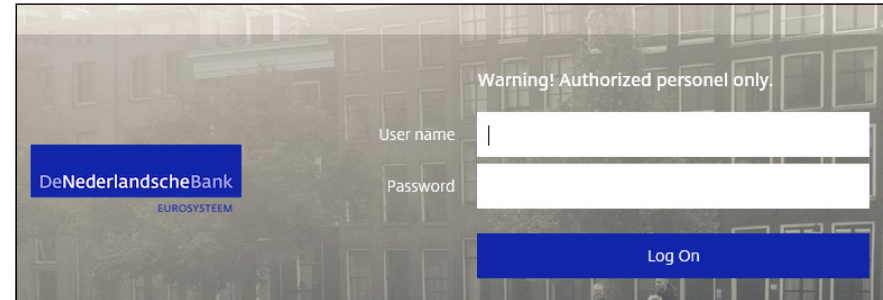 Warning! Authorized personel only.
User name
DeNederlandscheBank
EUROSYSTEEM
Password
Log On